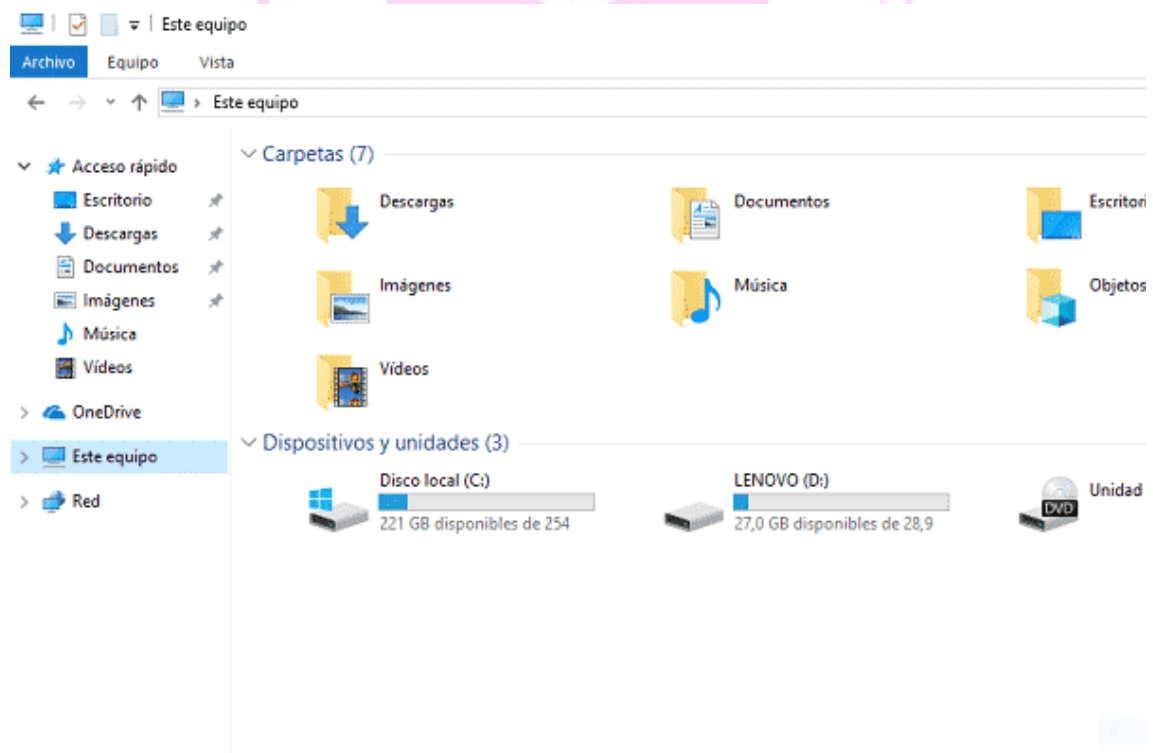 Este equipo
Archivo Equipo Vista
Este equipo
Acceso rápido
Escritorio
Descargas
Documentos
Imágenes
Música
Vídeos
OneDrive
Este equipo
Red
Carpetas (7)
Descargas Documentos Escritori
Imágenes Música Objetos
Vídeos
Dispositivos y unidades (3)
Disco local (C:) LENOVO (D:) Unidad
221 GB disponibles de 254 27,0 GB disponibles de 28,9
DVD